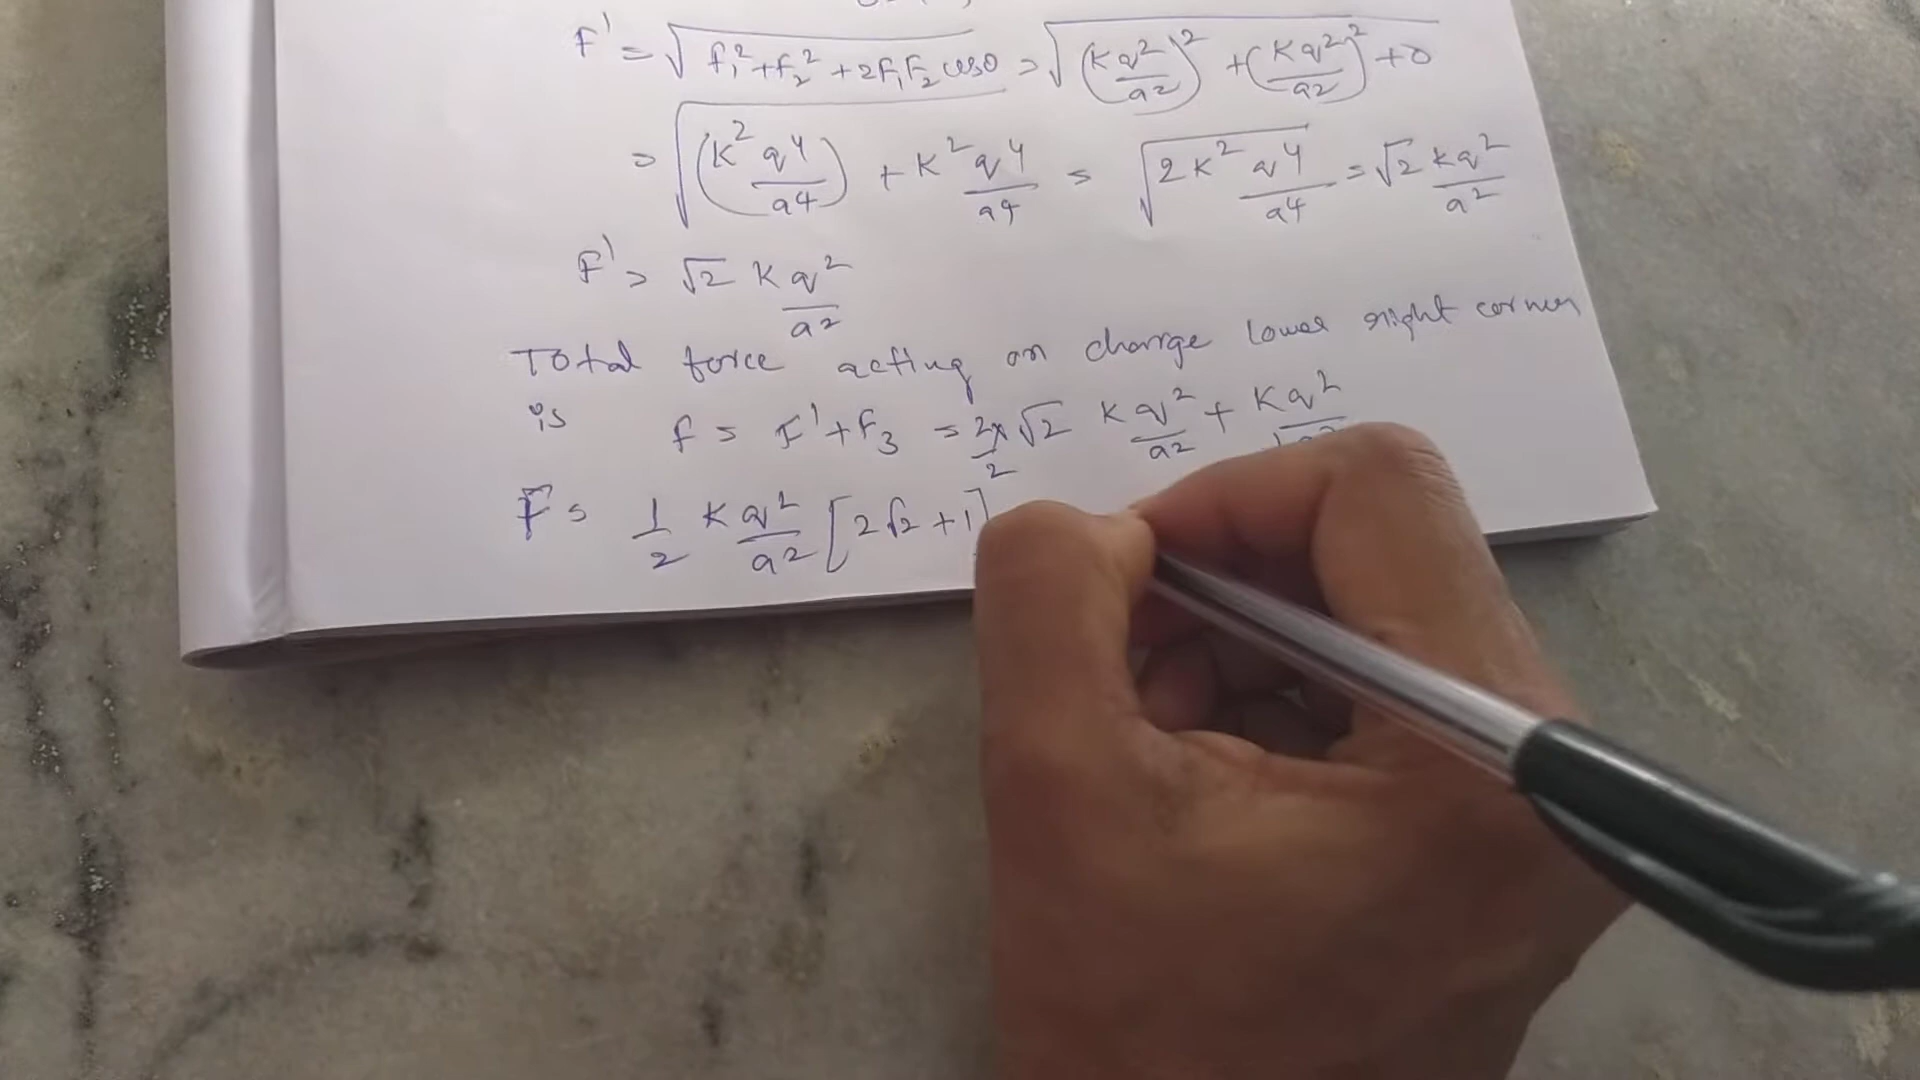 F' = √(F₁² + F₂² + 2F₁F₂ cosθ) = √((Kq²/a²)² + (Kq²/a²)² + 0)
= √((K²q⁴/a⁴) + K²q⁴/a⁴) = √(2K²q⁴/a⁴) = √2 Kq²/a²
F' = √2 K q²/a²
Total force acting on charge lower right corner
is F = F' + F₃ = 2/2 × √2 Kq²/a² + Kq²
F = 1/2 Kq²/a² [2√2 + 1]